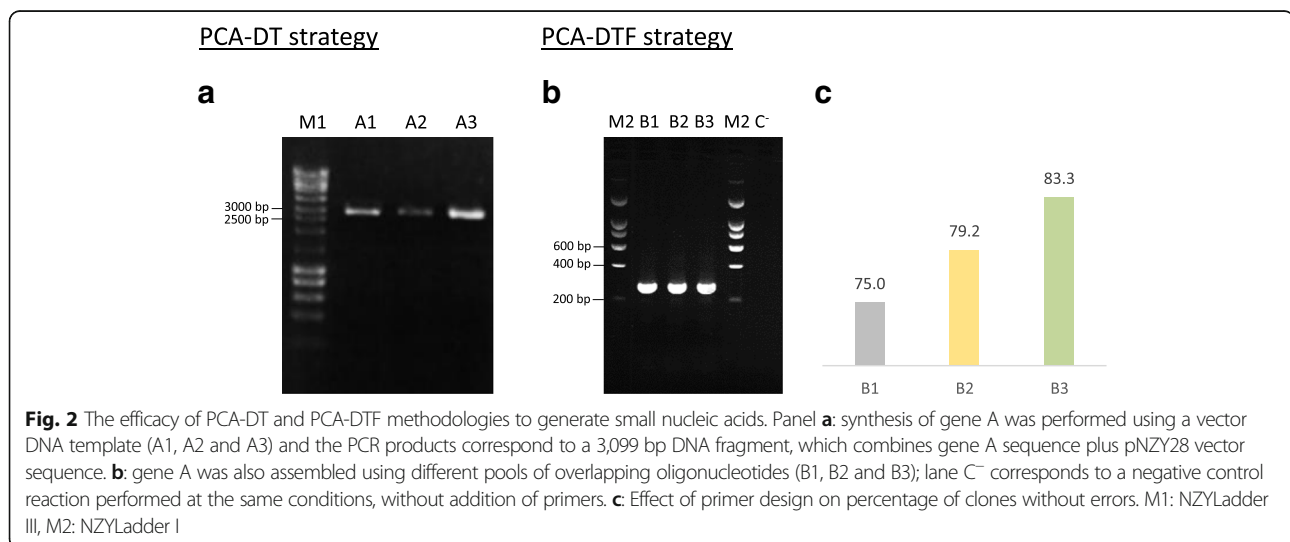 PCA-DT strategy
PCA-DTF strategy
a
b
c
M1 A1 A2 A3
M2 B1 B2 B3 M2 C-
3000 bp
2500 bp
600 bp
400 bp
200 bp
75.0
79.2
83.3
B1
B2
B3
Fig. 2 The efficacy of PCA-DT and PCA-DTF methodologies to generate small nucleic acids. Panel a: synthesis of gene A was performed using a vector
DNA template (A1, A2 and A3) and the PCR products correspond to a 3,099 bp DNA fragment, which combines gene A sequence plus pNZY28 vector
sequence. b: gene A was also assembled using different pools of overlapping oligonucleotides (B1, B2 and B3); lane C− corresponds to a negative control
reaction performed at the same conditions, without addition of primers. c: Effect of primer design on percentage of clones without errors. M1: NZYLadder
III, M2: NZYLadder I